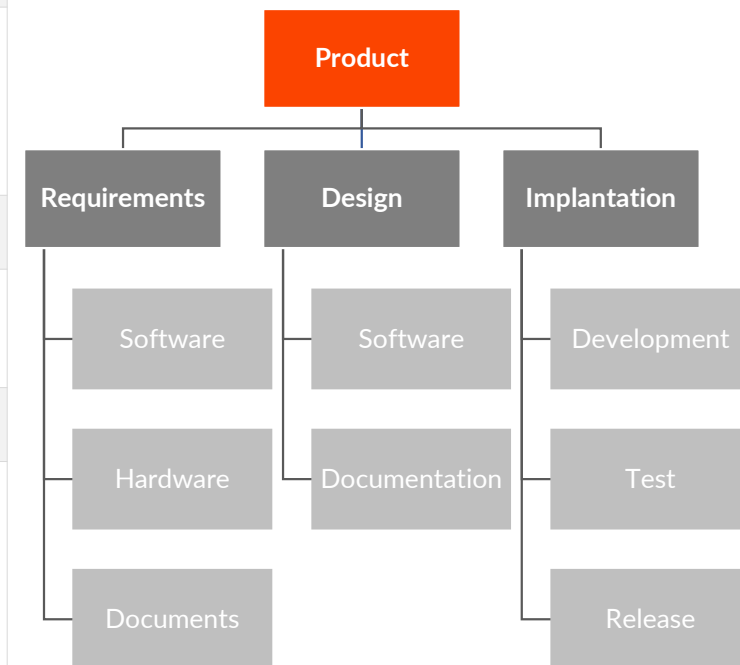 Product
Requirements
Design
Implantation
Software
Software
Development
Hardware
Documentation
Test
Documents
Release